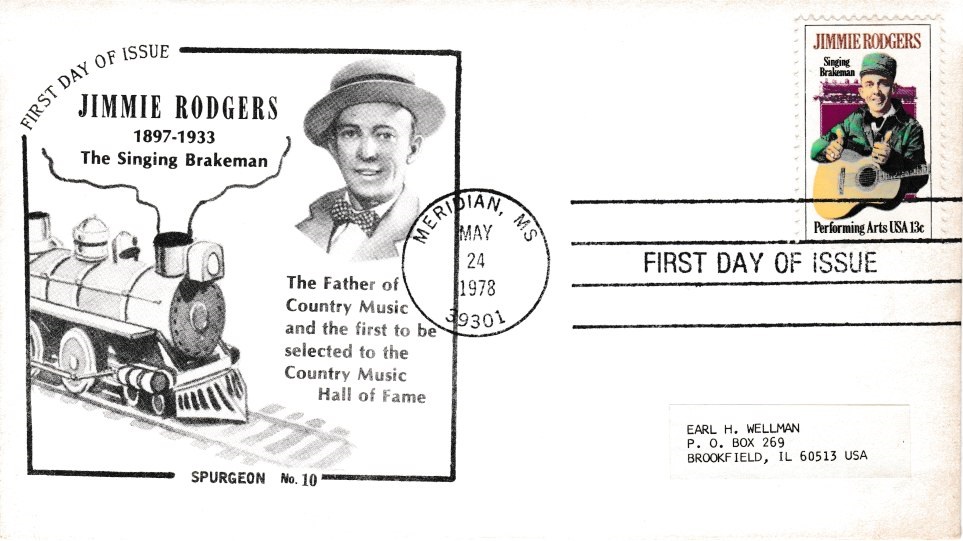 FIRST DAY OF ISSUE
JIMMIE RODGERS
1897-1933
The Singing Brakeman
The Father of
Country Music
and the first to be
selected to the
Country Music
Hall of Fame
SPURGEON No. 10
MERIDIAN, MS
MAY
24
1978
39301
JIMMIE RODGERS
Singing
Brakeman
Performing Arts USA 13c
FIRST DAY OF ISSUE
EARL H. WELLMAN
P. O. BOX 269
BROOKFIELD, IL 60513 USA